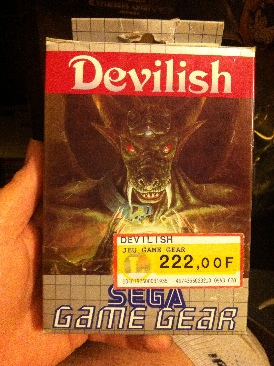 Devilish
DEVILISH
JEU GAME GEAR
222,00F
SEGA
GAME GEAR